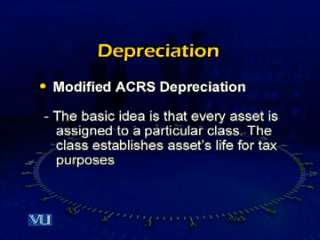 Depreciation
• Modified ACRS Depreciation
- The basic idea is that every asset is
assigned to a particular class. The
class establishes asset's life for tax
purposes
VU